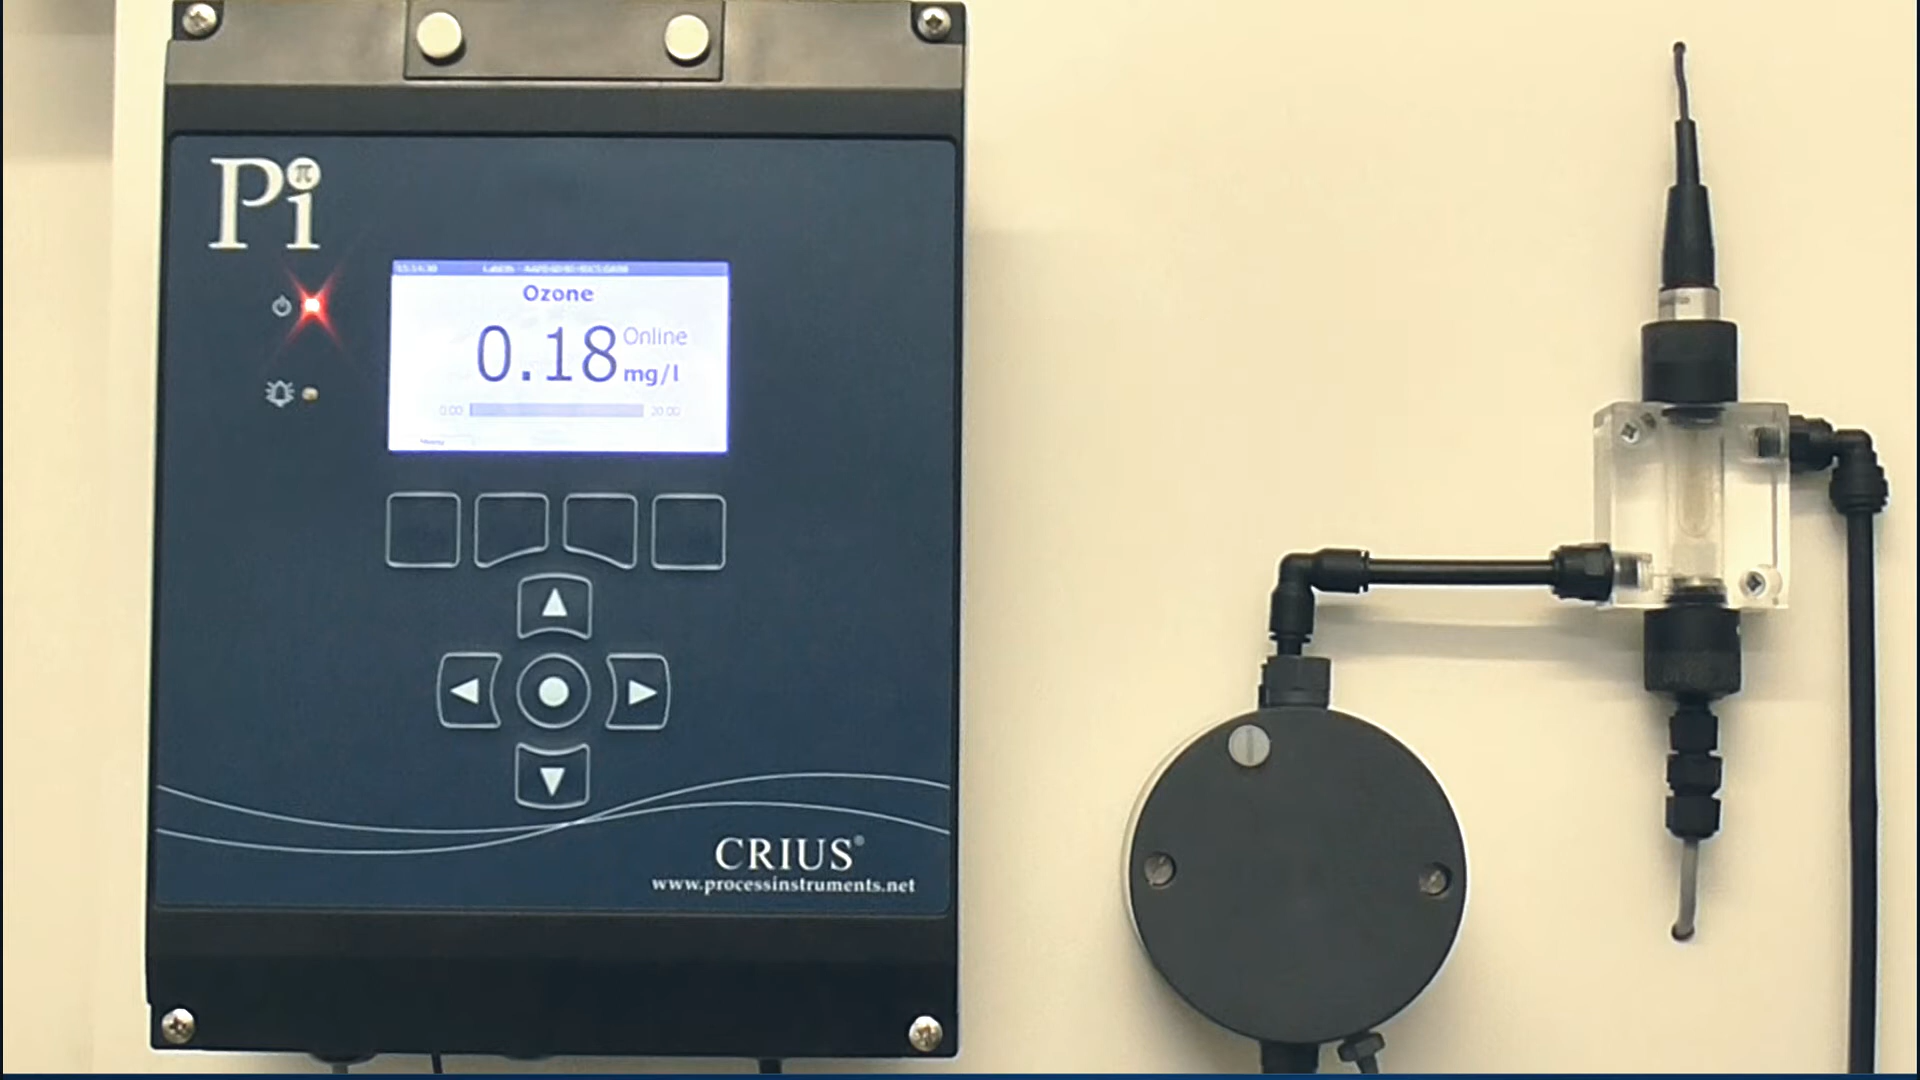 Pi
π
Ozone
0.18
Online
mg/l
0.00
20.00
CRIUS®
www.processinstruments.net